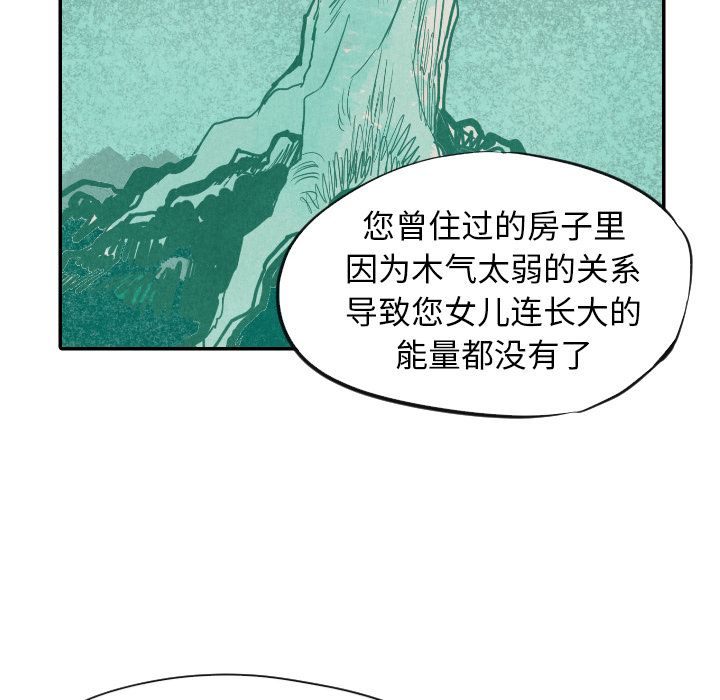 您曾住过的房子里
因为木气太弱的关系
导致您女儿连长大的
能量都没有了